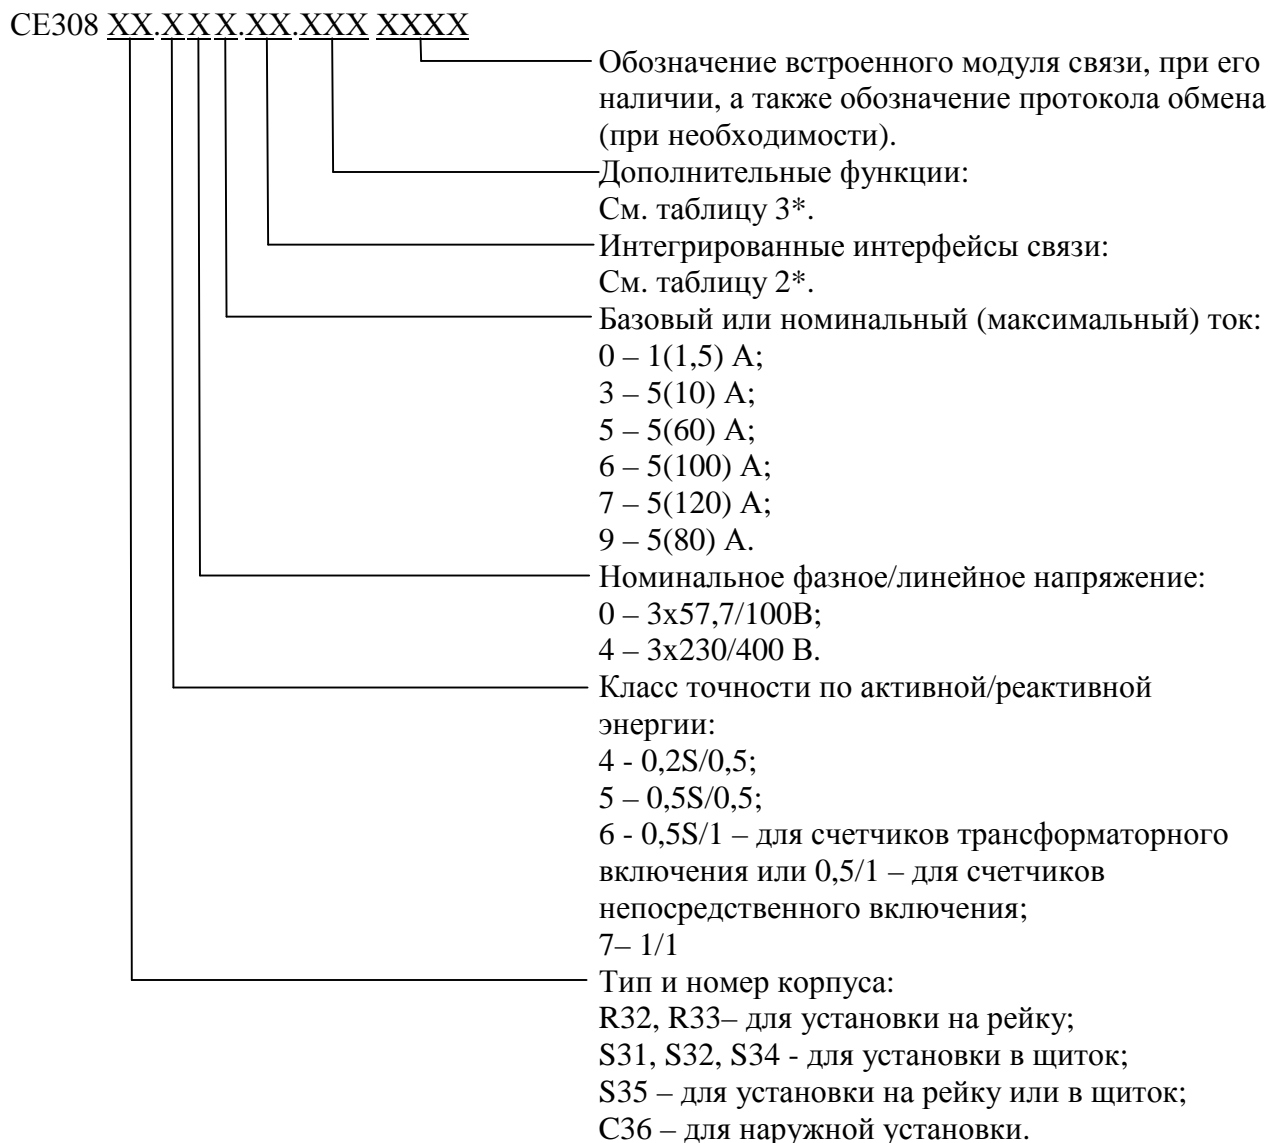 СЕ308 ХХ.Х Х Х.ХХ.ХХХ ХХХХ
Обозначение встроенного модуля связи, при его
наличии, а также обозначение протокола обмена
(при необходимости).
Дополнительные функции:
См. таблицу 3*.
Интегрированные интерфейсы связи:
См. таблицу 2*.
Базовый или номинальный (максимальный) ток:
0 – 1(1,5) А;
3 – 5(10) А;
5 – 5(60) А;
6 – 5(100) А;
7 – 5(120) А;
9 – 5(80) А.
Номинальное фазное/линейное напряжение:
0 – 3х57,7/100В;
4 – 3х230/400 В.
Класс точности по активной/реактивной
энергии:
4 - 0,2S/0,5;
5 – 0,5S/0,5;
6 - 0,5S/1 – для счетчиков трансформаторного
включения или 0,5/1 – для счетчиков
непосредственного включения;
7– 1/1
Тип и номер корпуса:
R32, R33– для установки на рейку;
S31, S32, S34 - для установки в щиток;
S35 – для установки на рейку или в щиток;
С36 – для наружной установки.